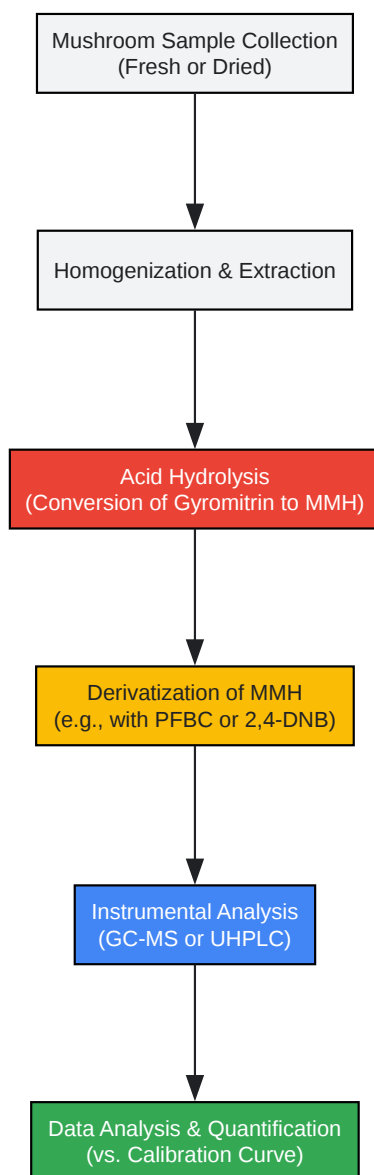 Mushroom Sample Collection
(Fresh or Dried)
Homogenization & Extraction
Acid Hydrolysis
(Conversion of Gyromitrin to MMH)
Derivatization of MMH
(e.g., with PFBC or 2,4-DNB)
Instrumental Analysis
(GC-MS or UHPLC)
Data Analysis & Quantification
(vs. Calibration Curve)